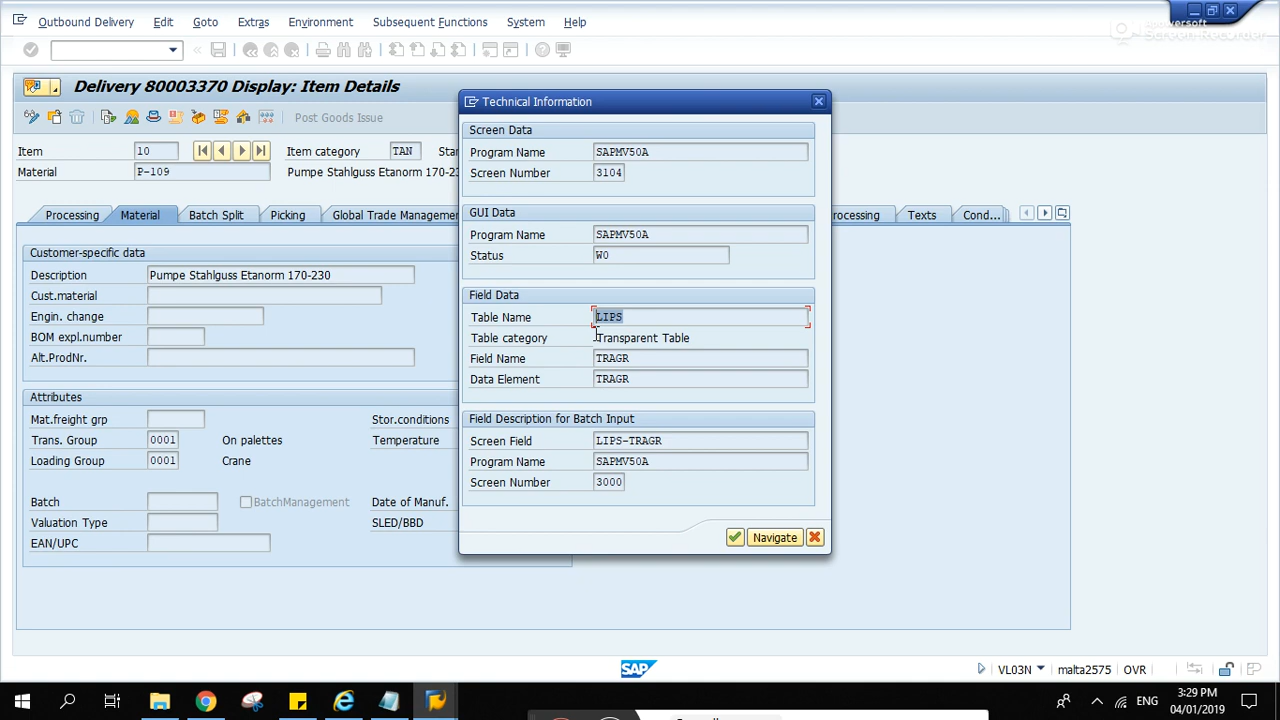 Outbound Delivery Edit Goto Extras Environment Subsequent Functions System Help
Screen Recorder
Delivery 80003370 Display: Item Details
Post Goods Issue
Item 10 Item category TAN
Material P-109 Pumpe Stahlguss Etanorm 170-230
Processing Material Batch Split Picking Texts Cond...
Customer-specific data
Description Pumpe Stahlguss Etanorm 170-230
Cust.material
Engin. change
BOM expl.number
Alt.ProdNr.
Attributes
Mat.freight grp Stor.conditions
Trans. Group 0001 On palettes Temperature
Loading Group 0001 Crane
Batch BatchManagement Date of Manuf.
Valuation Type SLED/BBD
EAN/UPC
Technical Information
Screen Data
Program Name SAPMV50A
Screen Number 3104
GUI Data
Program Name SAPMV50A
Status W0
Field Data
Table Name LIPS
Table category Transparent Table
Field Name TRAGR
Data Element TRAGR
Field Description for Batch Input
Screen Field LIPS-TRAGR
Program Name SAPMV50A
Screen Number 3000
Navigate
SAP VL03N malta2575 OVR
ENG 3:29 PM
04/01/2019